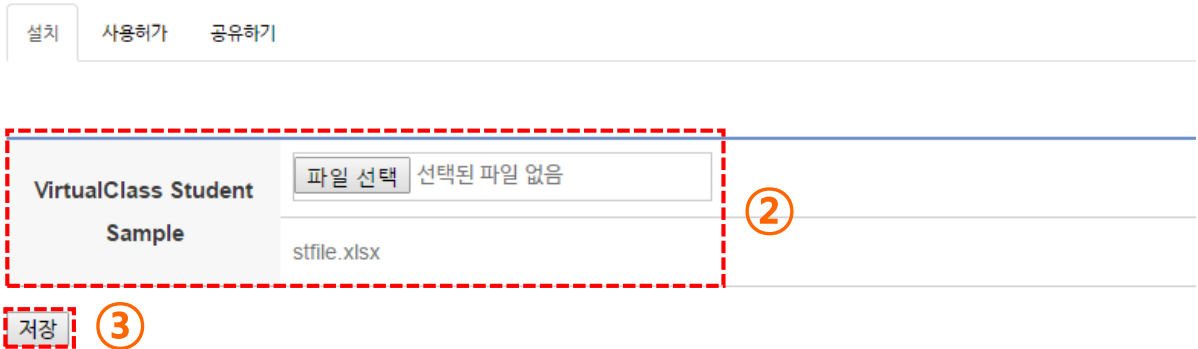 설치 사용허가 공유하기
VirtualClass Student
Sample
파일 선택 선택된 파일 없음
stfile.xlsx
②
저장 ③